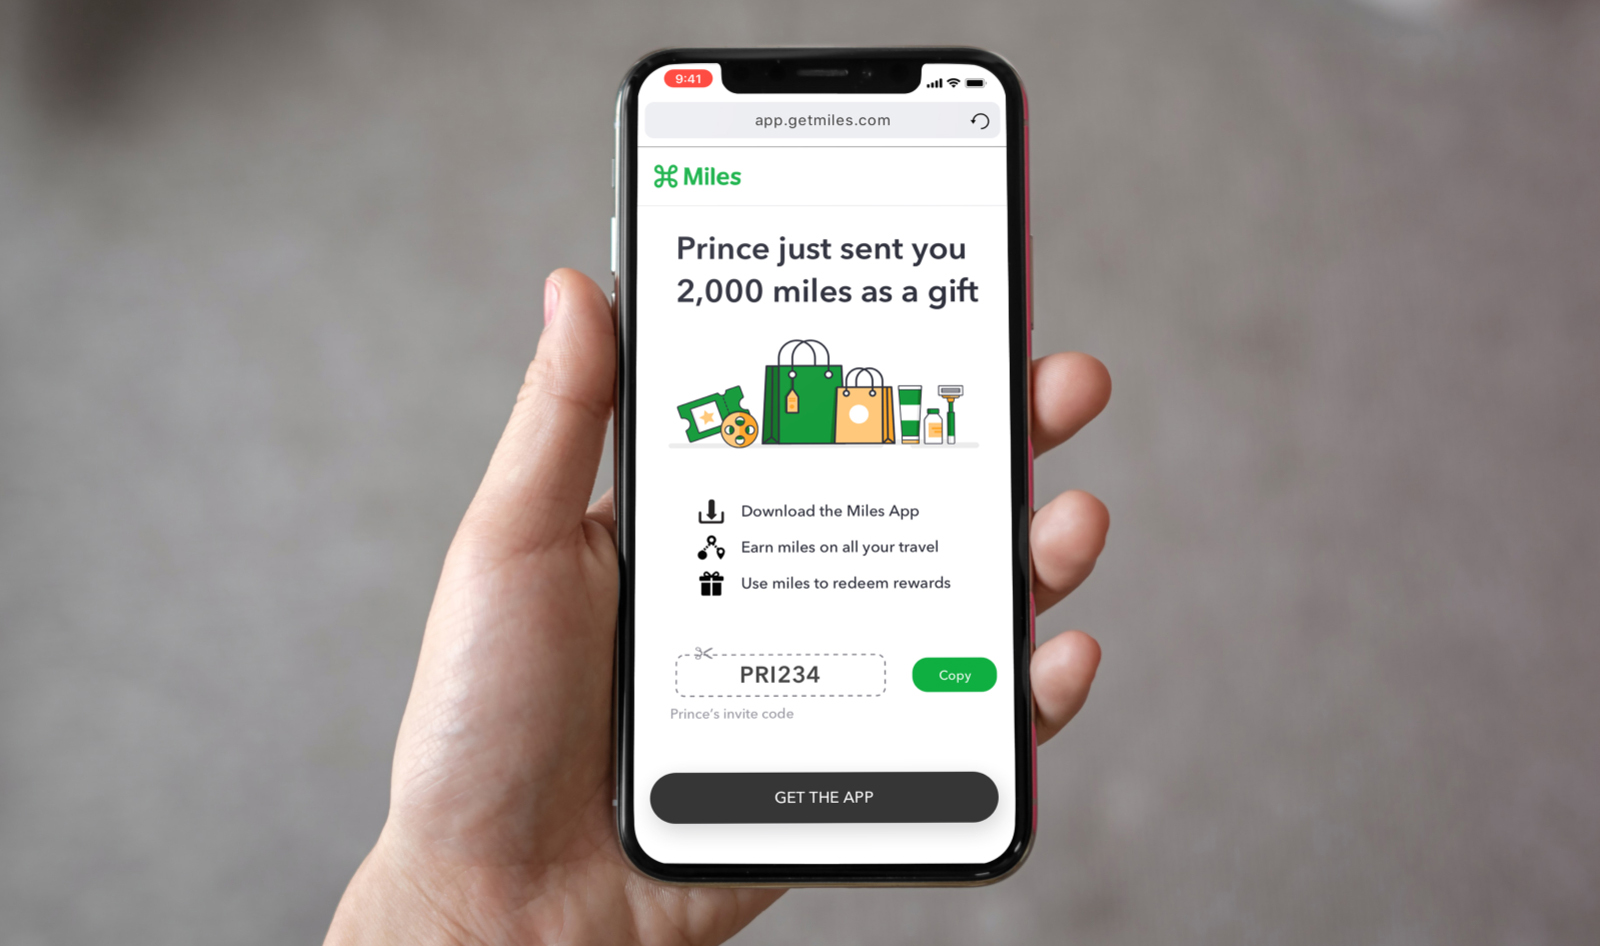 9:41
app.getmiles.com
Miles
Prince just sent you
2,000 miles as a gift
Download the Miles App
Earn miles on all your travel
Use miles to redeem rewards
PRI234
Copy
Prince's invite code
GET THE APP